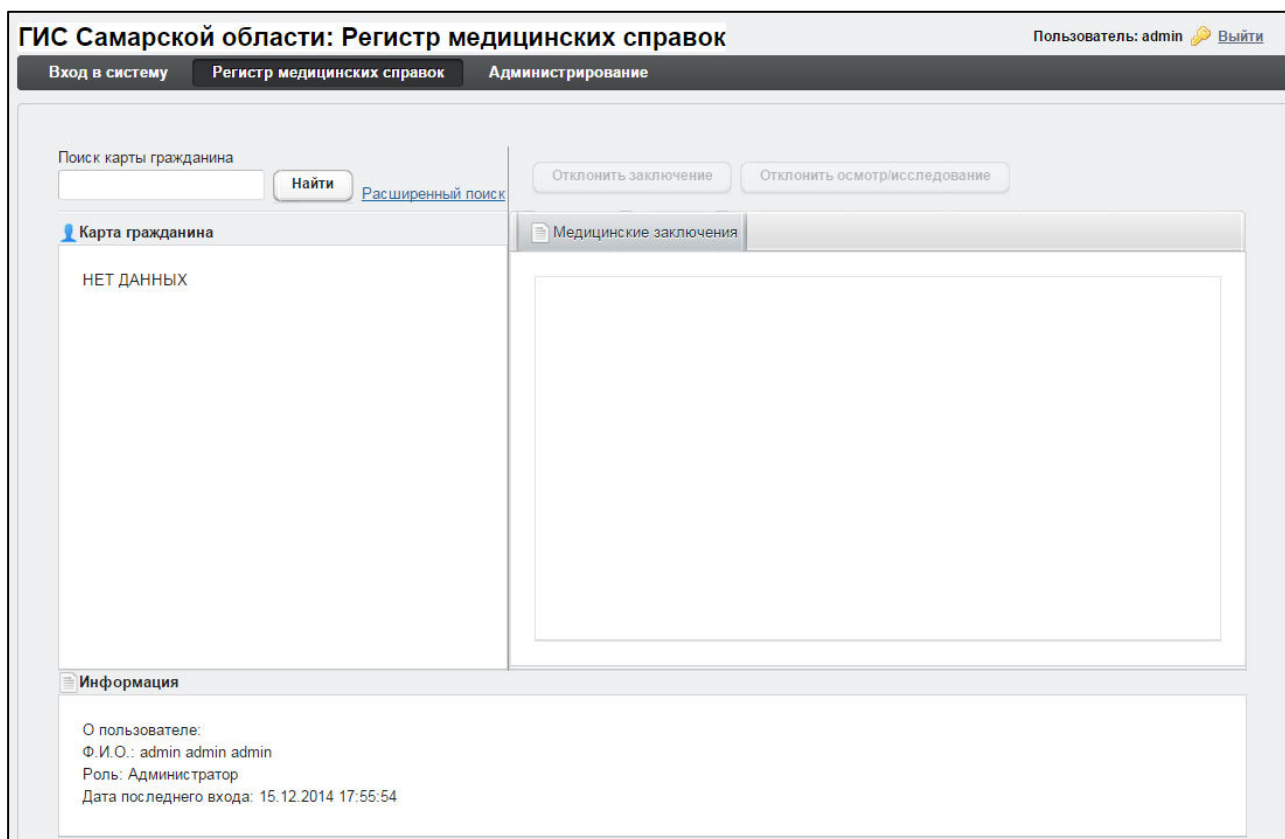 ГИС Самарской области: Регистр медицинских справок
Пользователь: admin Выйти
Вход в систему Регистр медицинских справок Администрирование
Поиск карты гражданина
Найти Расширенный поиск
Отклонить заключение Отклонить осмотр/исследование
Карта гражданина
Медицинские заключения
НЕТ ДАННЫХ
Информация
О пользователе:
Ф.И.О.: admin admin admin
Роль: Администратор
Дата последнего входа: 15.12.2014 17:55:54